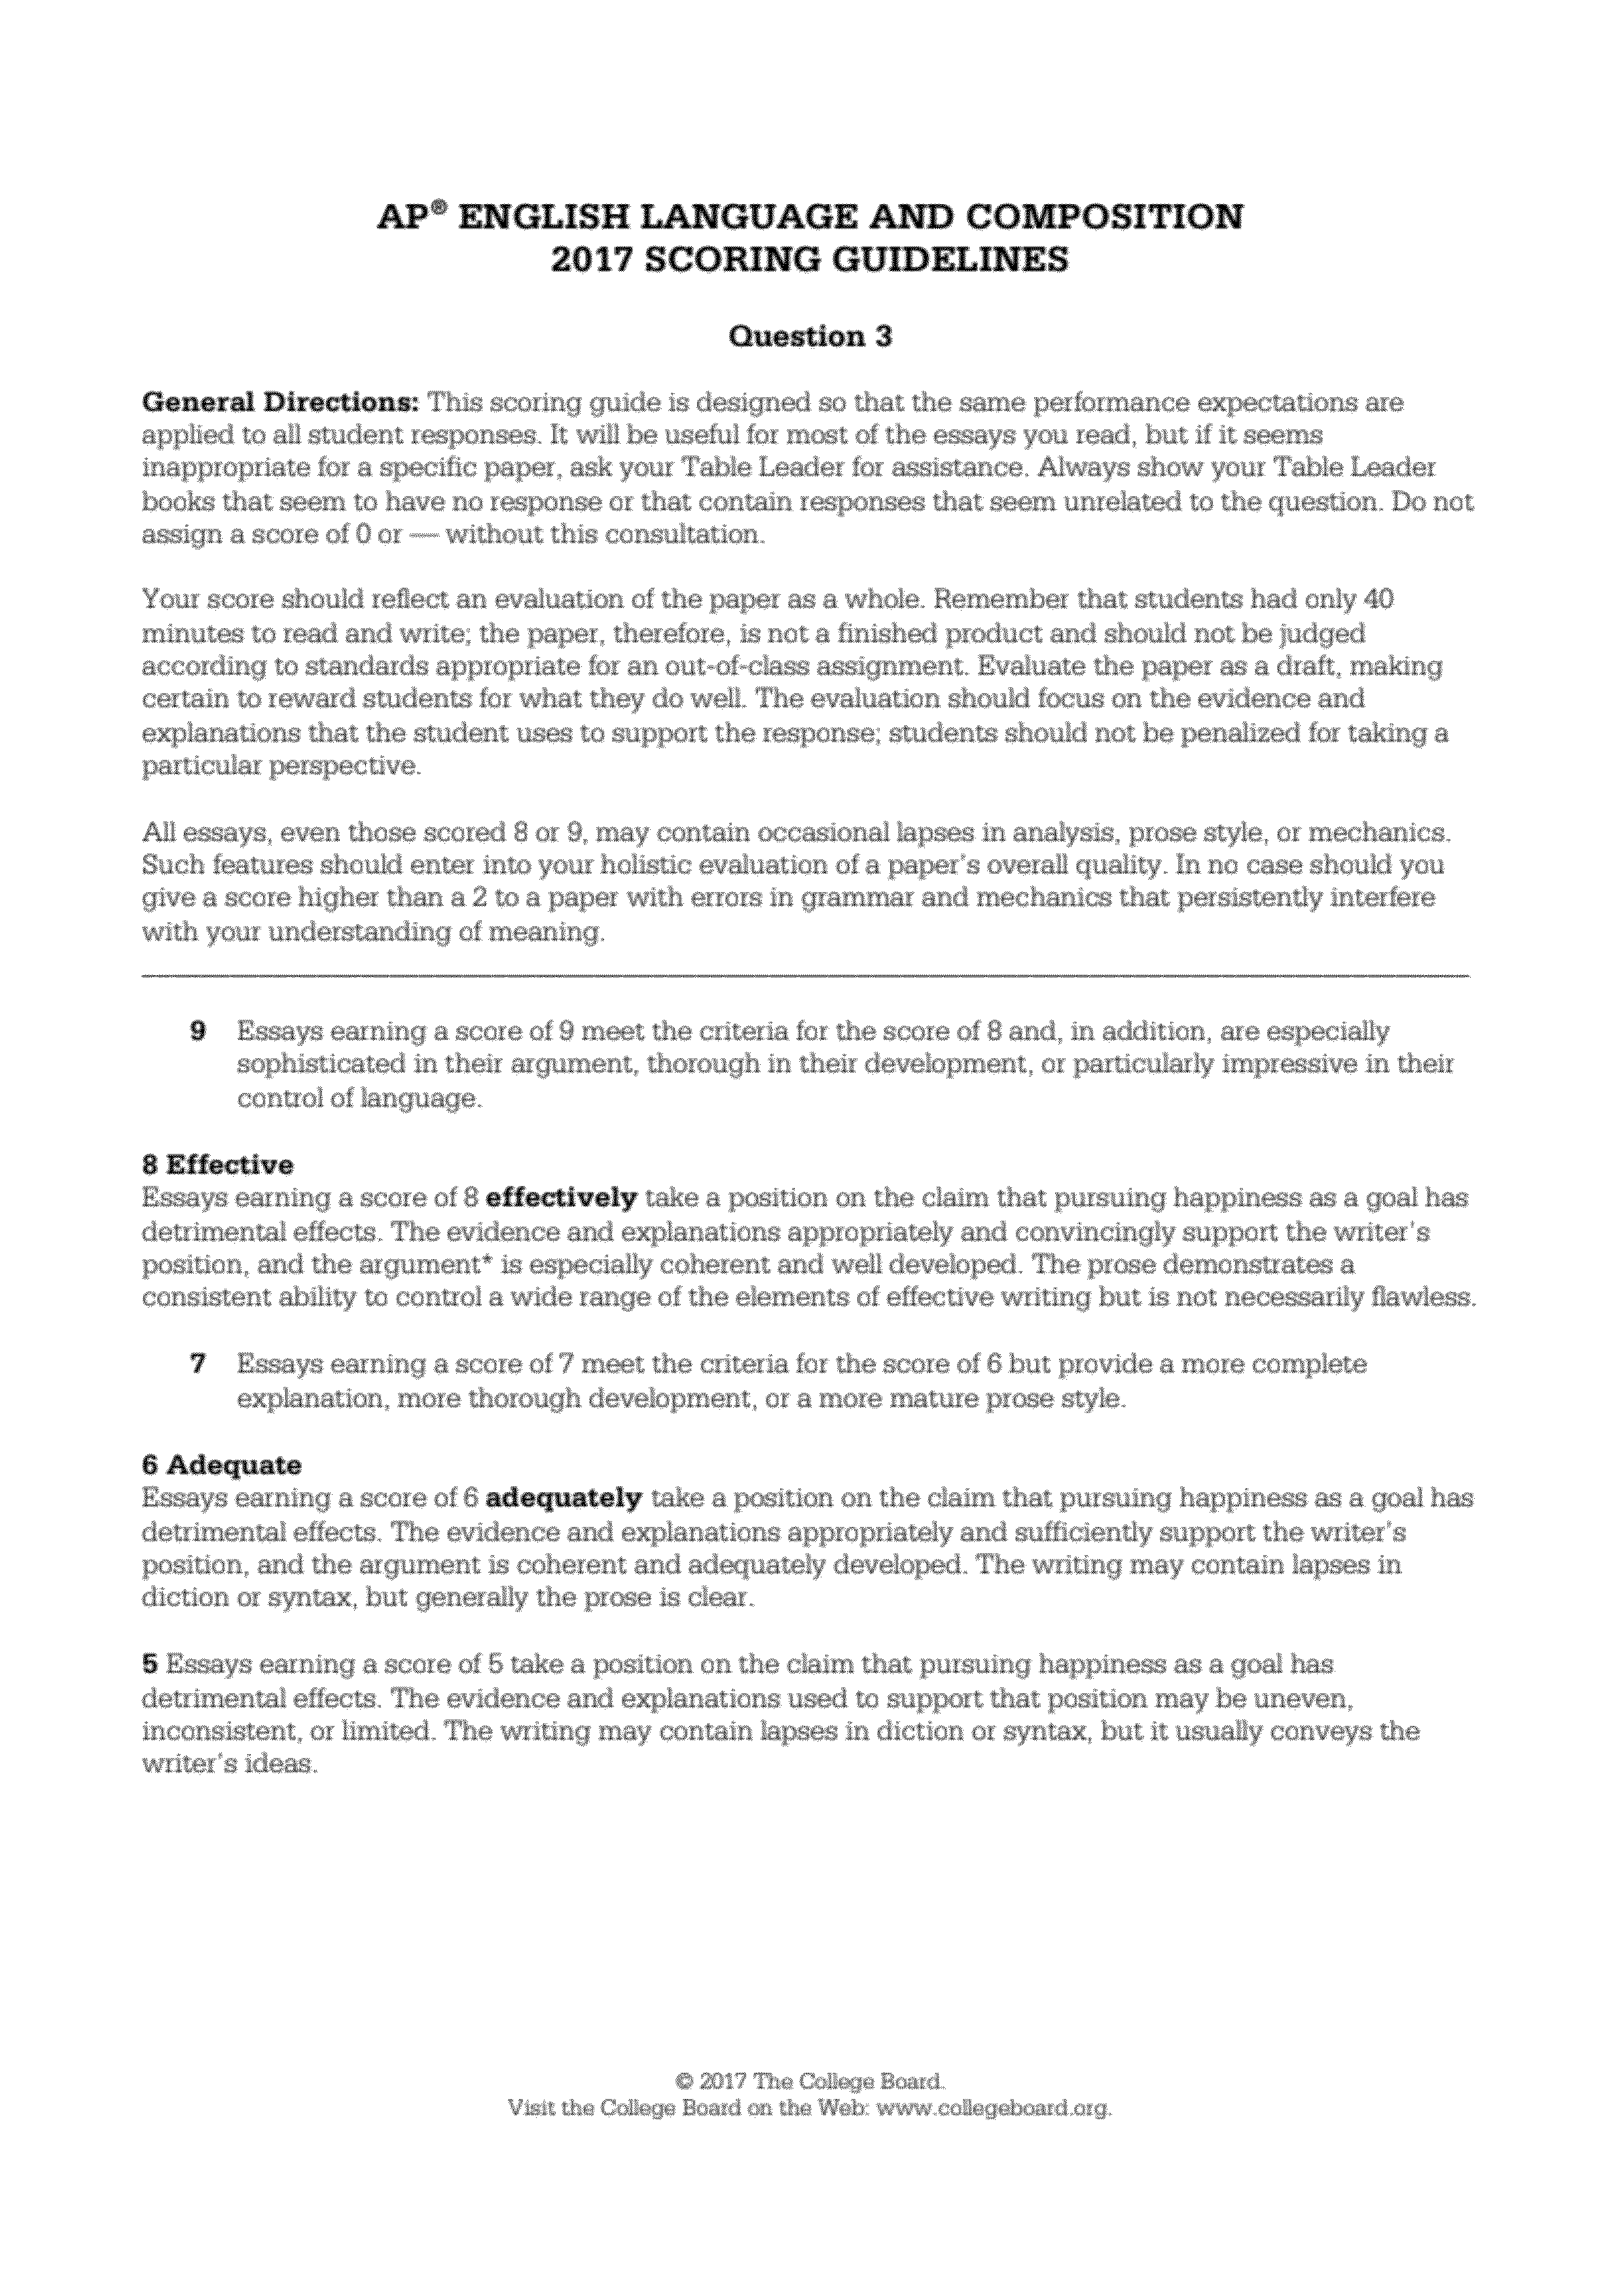 AP® ENGLISH LANGUAGE AND COMPOSITION
2017 SCORING GUIDELINES
Question 3
General Directions: This scoring guide is designed so that the same performance expectations are
applied to all student responses. It will be useful for most of the essays you read, but if it seems
inappropriate for a specific paper, ask your Table Leader for assistance. Always show your Table Leader
books that seem to have no response or that contain responses that seem unrelated to the question. Do not
assign a score of 0 or — without this consultation.
Your score should reflect an evaluation of the paper as a whole. Remember that students had only 40
minutes to read and write; the paper, therefore, is not a finished product and should not be judged
according to standards appropriate for an out-of-class assignment. Evaluate the paper as a draft, making
certain to reward students for what they do well. The evaluation should focus on the evidence and
explanations that the student uses to support the response; students should not be penalized for taking a
particular perspective.
All essays, even those scored 8 or 9, may contain occasional lapses in analysis, prose style, or mechanics.
Such features should enter into your holistic evaluation of a paper's overall quality. In no case should you
give a score higher than a 2 to a paper with errors in grammar and mechanics that persistently interfere
with your understanding of meaning.
9 Essays earning a score of 9 meet the criteria for the score of 8 and, in addition, are especially
sophisticated in their argument, thorough in their development, or particularly impressive in their
control of language.
8 Effective
Essays earning a score of 8 effectively take a position on the claim that pursuing happiness as a goal has
detrimental effects. The evidence and explanations appropriately and convincingly support the writer's
position, and the argument* is especially coherent and well developed. The prose demonstrates a
consistent ability to control a wide range of the elements of effective writing but is not necessarily flawless.
7 Essays earning a score of 7 meet the criteria for the score of 6 but provide a more complete
explanation, more thorough development, or a more mature prose style.
6 Adequate
Essays earning a score of 6 adequately take a position on the claim that pursuing happiness as a goal has
detrimental effects. The evidence and explanations appropriately and sufficiently support the writer's
position, and the argument is coherent and adequately developed. The writing may contain lapses in
diction or syntax, but generally the prose is clear.
5 Essays earning a score of 5 take a position on the claim that pursuing happiness as a goal has
detrimental effects. The evidence and explanations used to support that position may be uneven,
inconsistent, or limited. The writing may contain lapses in diction or syntax, but it usually conveys the
writer's ideas.
© 2017 The College Board.
Visit the College Board on the Web: www.collegeboard.org.